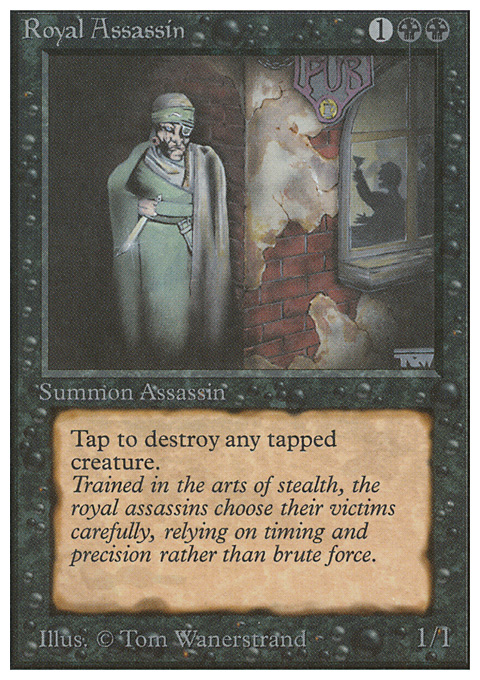 Royal Assassin
1
PUB
TGW
Summon Assassin
Tap to destroy any tapped
creature.
Trained in the arts of stealth, the
royal assassins choose their victims
carefully, relying on timing and
precision rather than brute force.
Illus. © Tom Wanerstrand
1/1